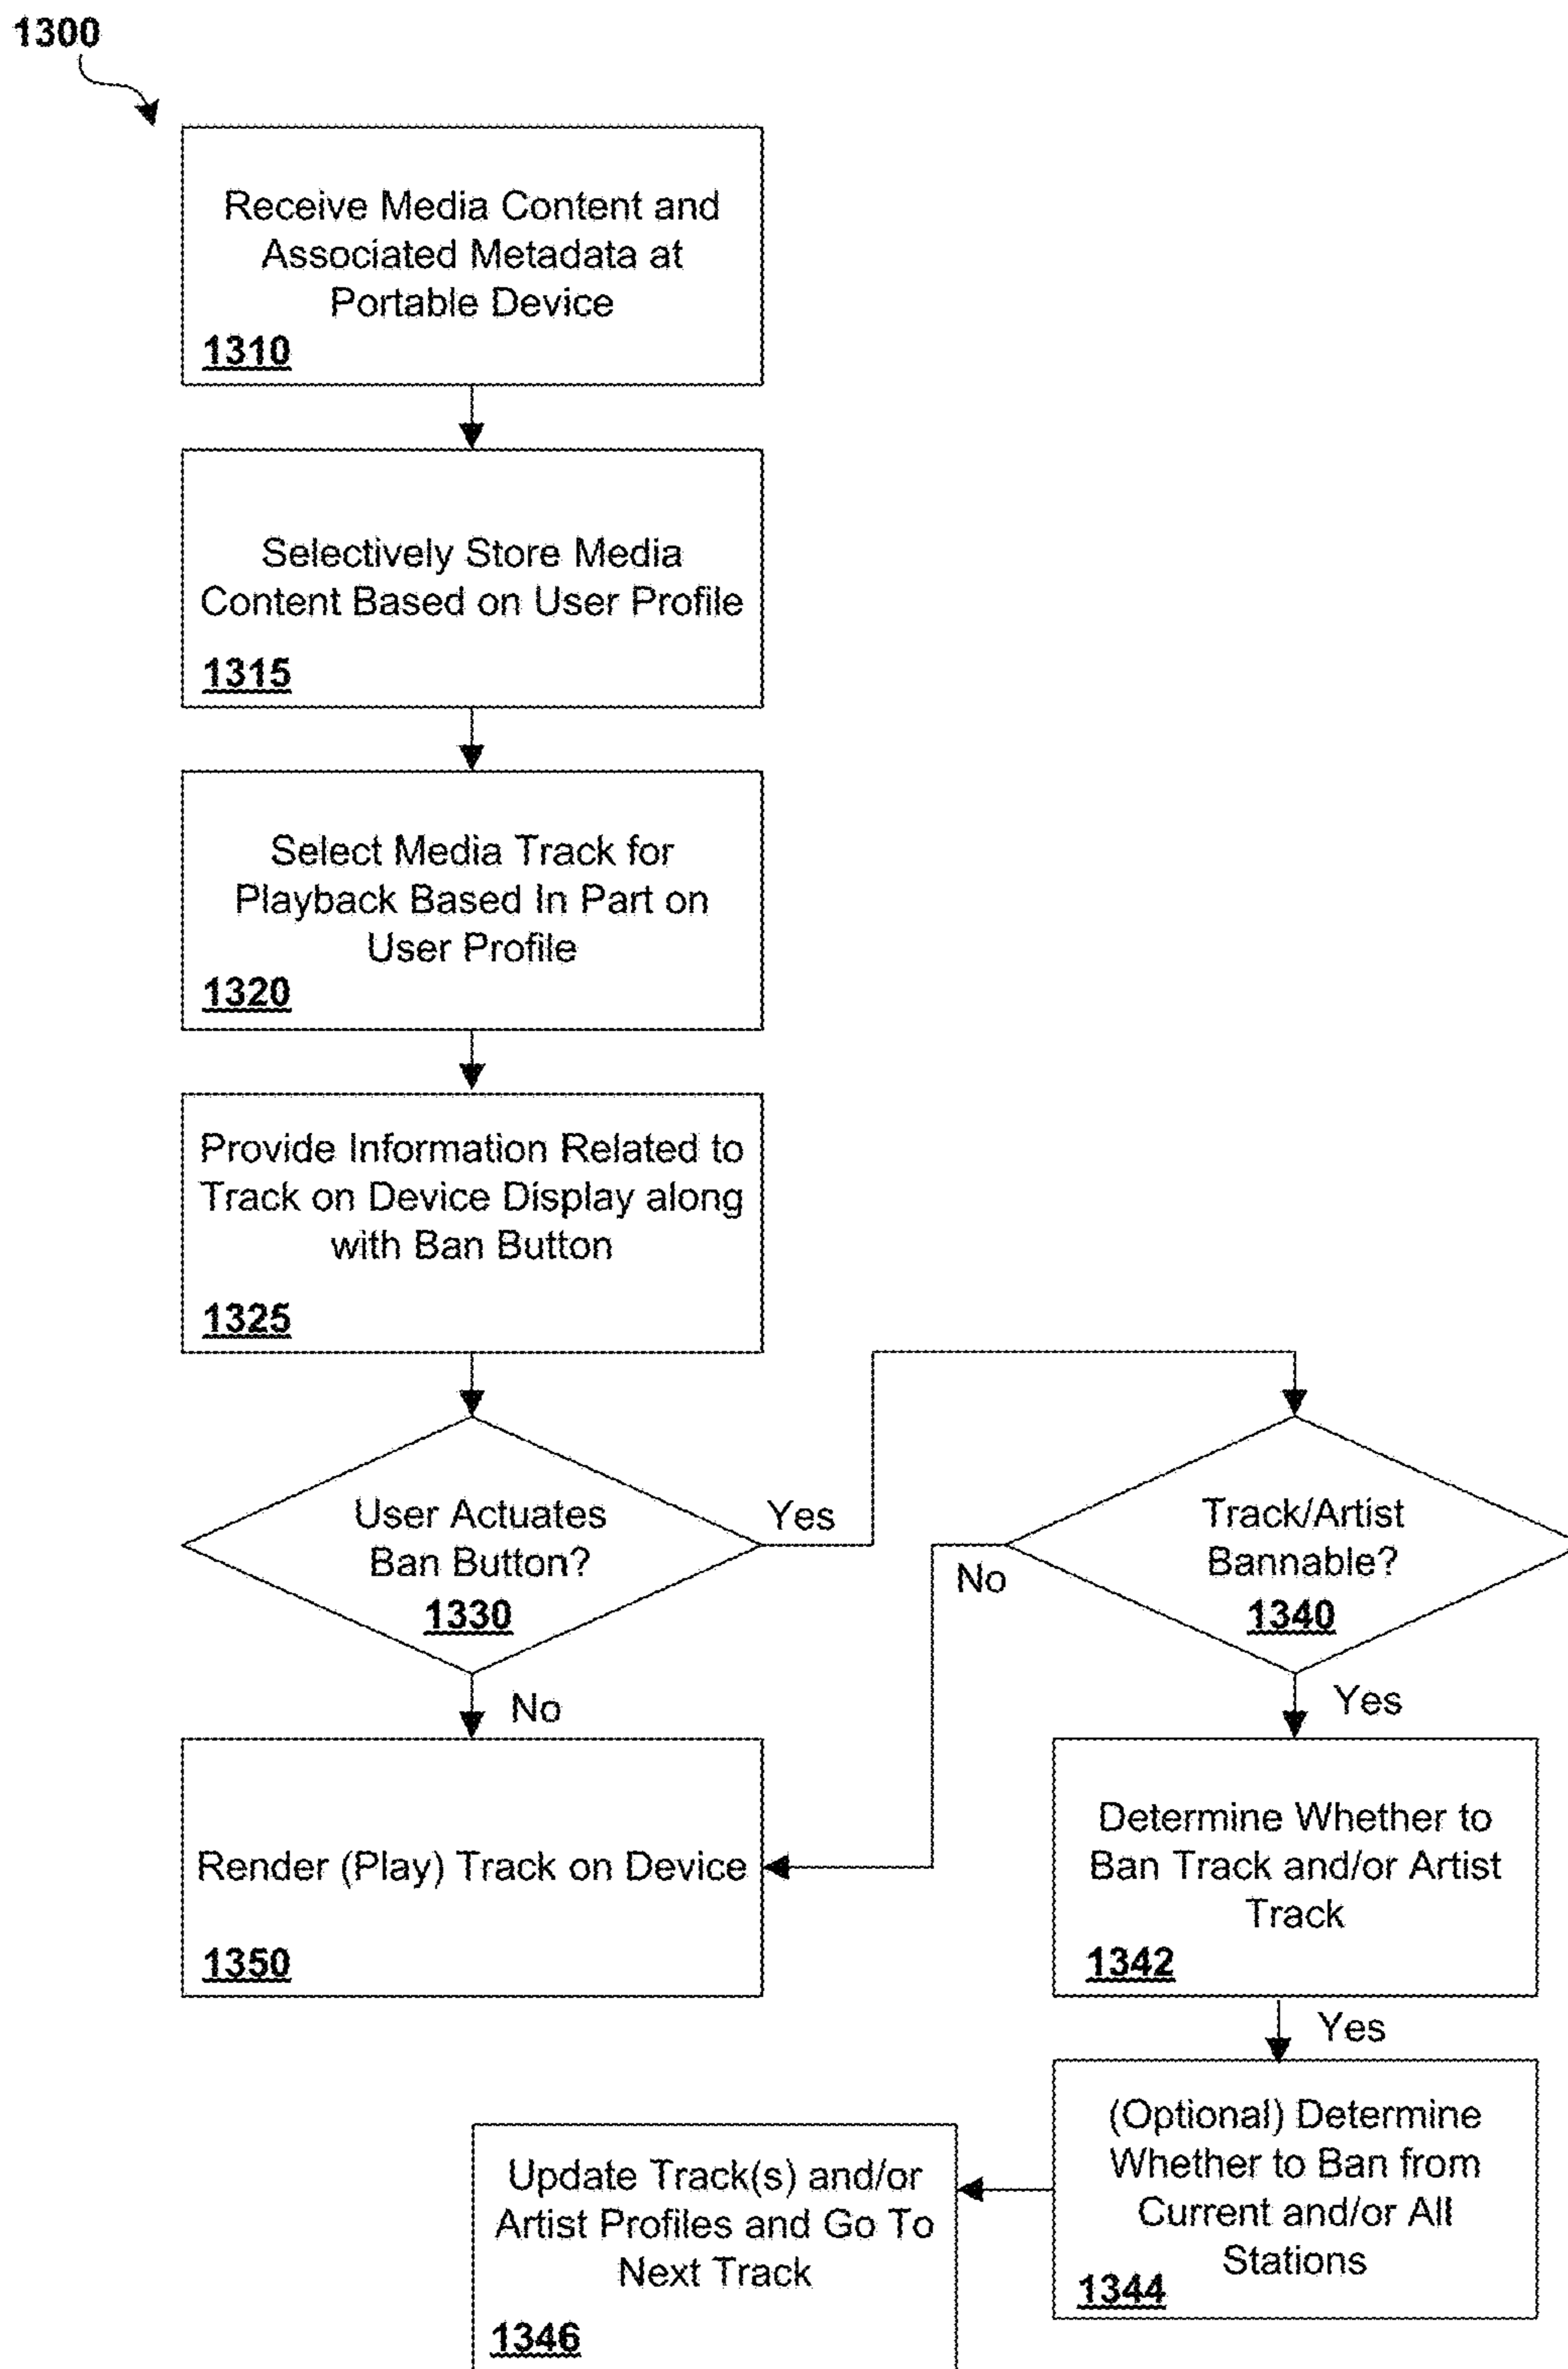 1300
Receive Media Content and
Associated Metadata at
Portable Device
1310
Selectively Store Media
Content Based on User Profile
1315
Select Media Track for
Playback Based In Part on
User Profile
1320
Provide Information Related to
Track on Device Display along
with Ban Button
1325
User Actuates
Ban Button?
1330
Yes
No
Track/Artist
Bannable?
1340
No
Yes
Render (Play) Track on Device
1350
Determine Whether to
Ban Track and/or Artist
Track
1342
Yes
(Optional) Determine
Whether to Ban from
Current and/or All
Stations
1344
Update Track(s) and/or
Artist Profiles and Go To
Next Track
1346